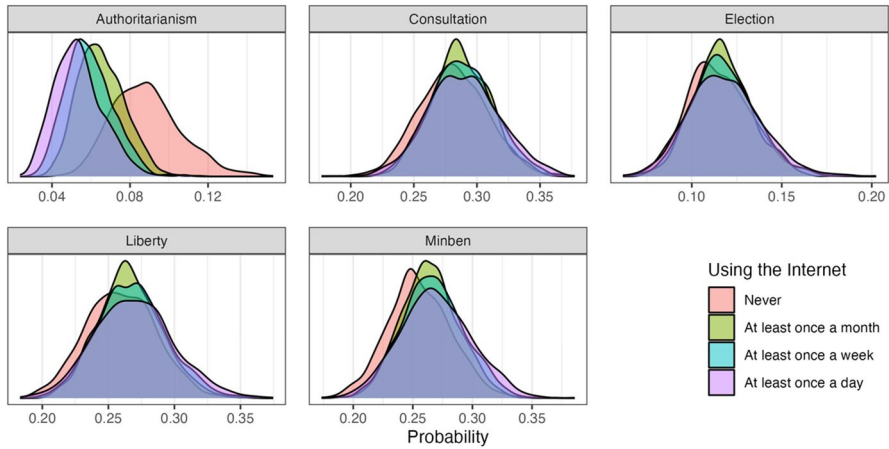 Authoritarianism
Consultation
Election
0.04 0.08 0.12
0.20 0.25 0.30 0.35
0.10 0.15 0.20
Liberty
Minben
0.20 0.25 0.30 0.35
0.20 0.25 0.30 0.35
Probability
Using the Internet
Never
At least once a month
At least once a week
At least once a day